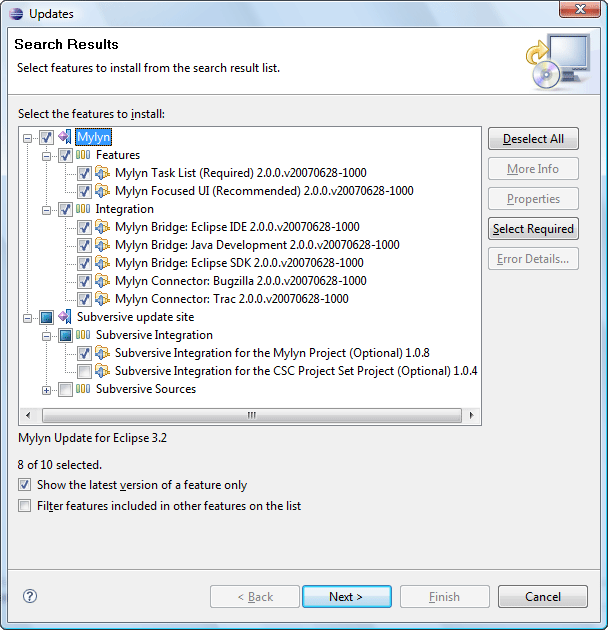 Updates
Search Results
Select features to install from the search result list.
Select the features to install:
Mylyn
Features
Mylyn Task List (Required) 2.0.0.v20070628-1000
Mylyn Focused UI (Recommended) 2.0.0.v20070628-1000
Integration
Mylyn Bridge: Eclipse IDE 2.0.0.v20070628-1000
Mylyn Bridge: Java Development 2.0.0.v20070628-1000
Mylyn Bridge: Eclipse SDK 2.0.0.v20070628-1000
Mylyn Connector: Bugzilla 2.0.0.v20070628-1000
Mylyn Connector: Trac 2.0.0.v20070628-1000
Subversive update site
Subversive Integration
Subversive Integration for the Mylyn Project (Optional) 1.0.8
Subversive Integration for the CSC Project Set Project (Optional) 1.0.4
Subversive Sources
Deselect All
More Info
Properties
Select Required
Error Details...
Mylyn Update for Eclipse 3.2
8 of 10 selected.
Show the latest version of a feature only
Filter features included in other features on the list
?
< Back
Next >
Finish
Cancel